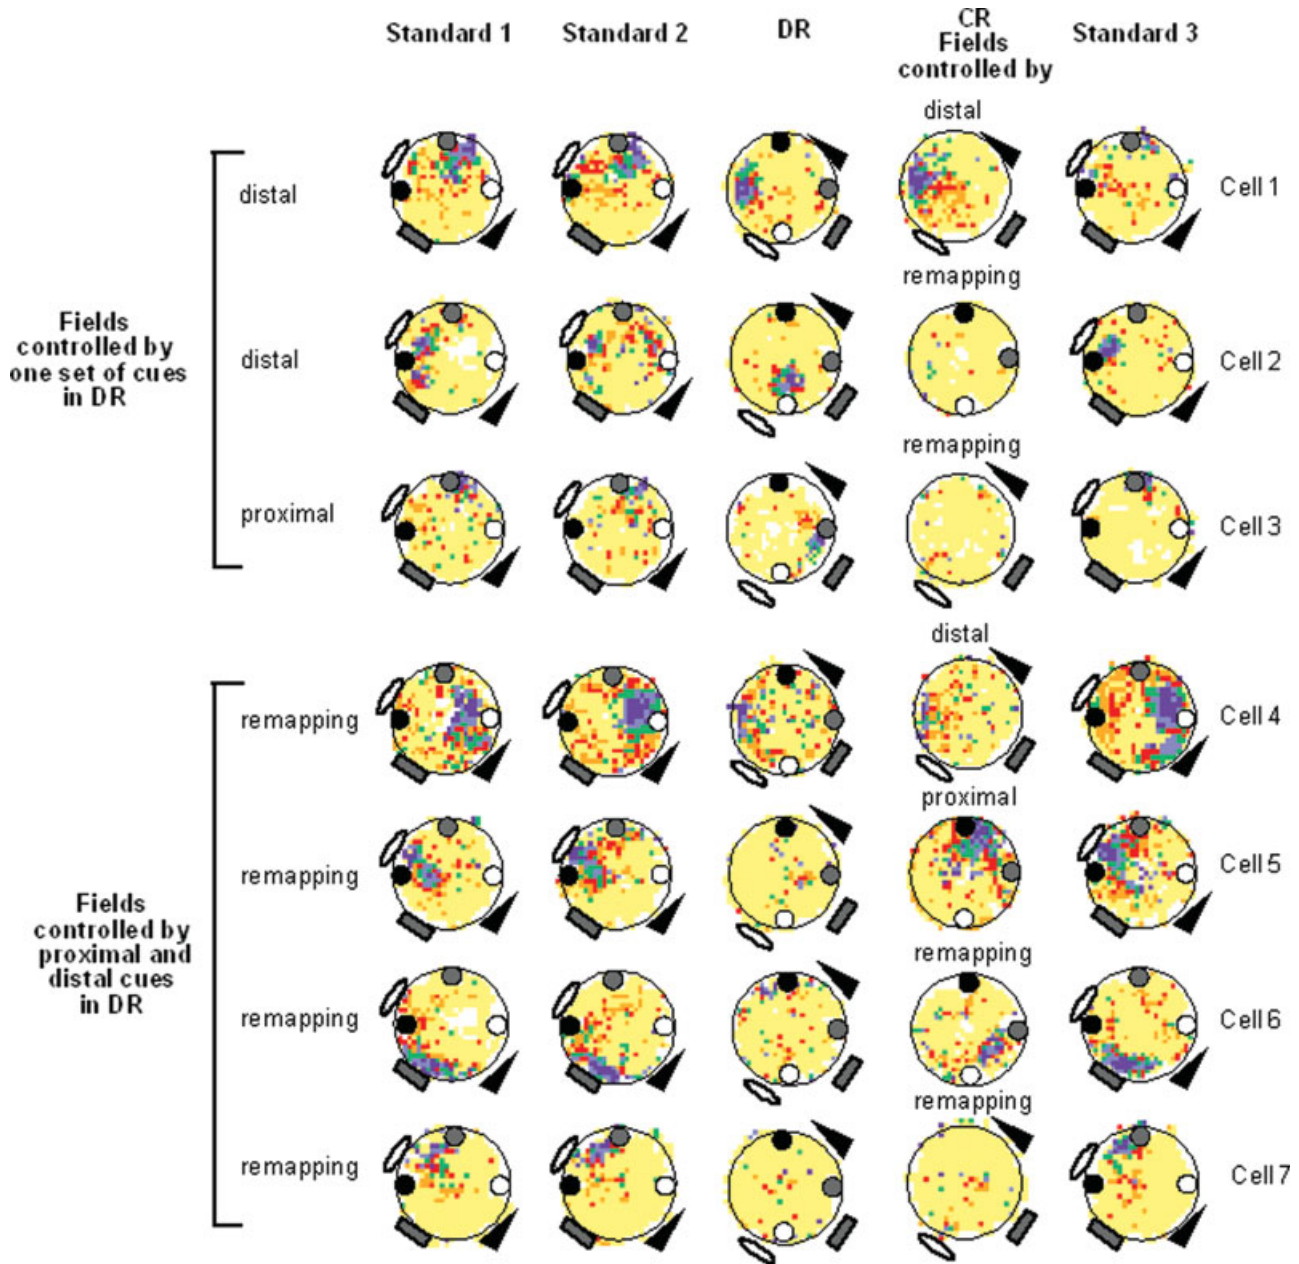 Standard 1
Standard 2
DR
CR
Fields
controlled by
Standard 3
distal
distal
Cell 1
remapping
Fields
controlled by
one set of cues
in DR
distal
Cell 2
remapping
proximal
Cell 3
distal
remapping
Cell 4
proximal
remapping
Cell 5
Fields
controlled by
proximal and
distal cues
in DR
remapping
remapping
Cell 6
remapping
remapping
Cell 7